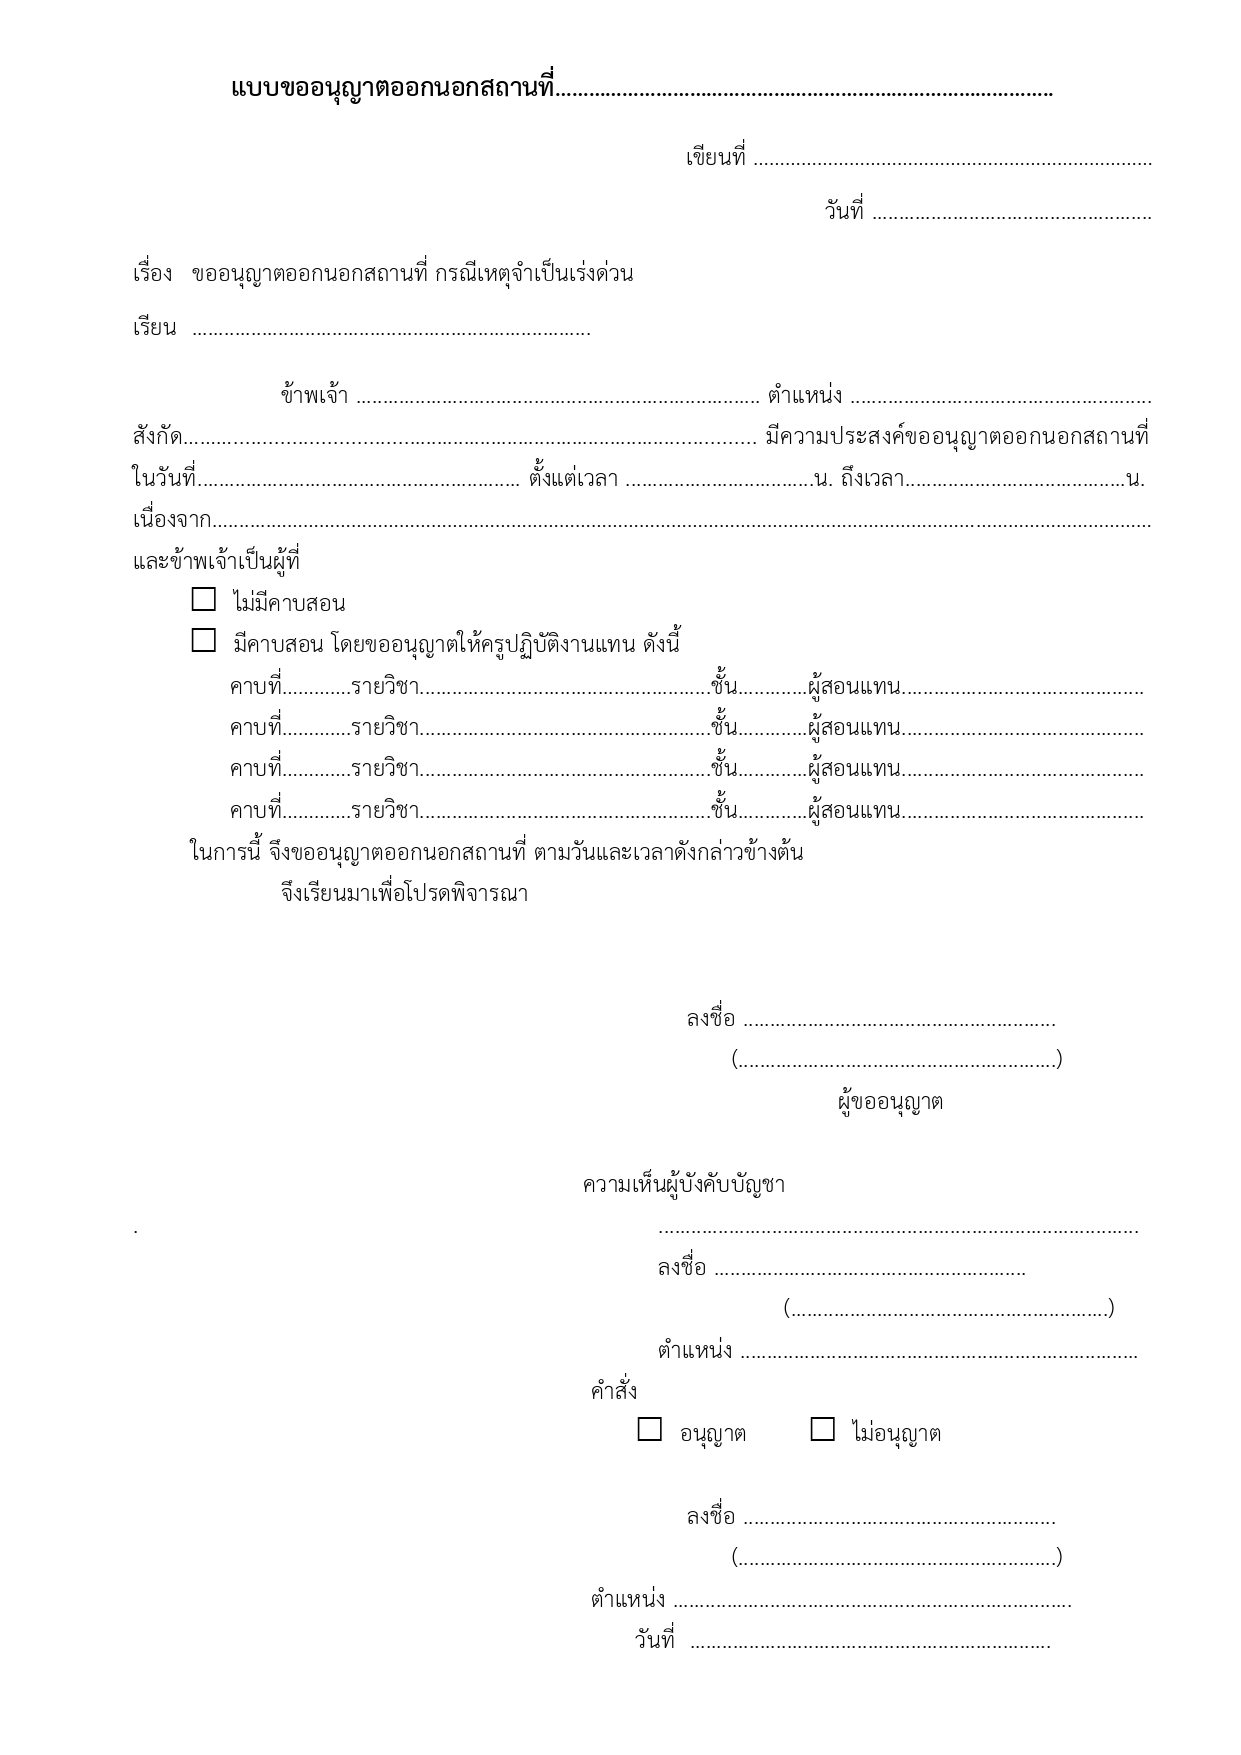 แบบขออนุญาตออกนอกสถานที่........................................................................................
เขียนที่ ...........................................................................
วันที่ ....................................................
เรื่อง ขออนุญาตออกนอกสถานที่ กรณีเหตุจำเป็นเร่งด่วน
เรียน ..........................................................................
ข้าพเจ้า ........................................................................... ตำแหน่ง ........................................................
สังกัด.......................................................................................................... มีความประสงค์ขออนุญาตออกนอกสถานที่
ในวันที่............................................................ ตั้งแต่เวลา ...................................น. ถึงเวลา.........................................น.
เนื่องจาก..............................................................................................................................................................................
และข้าพเจ้าเป็นผู้ที่
☐ ไม่มีคาบสอน
☐ มีคาบสอน โดยขออนุญาตให้ครูปฏิบัติงานแทน ดังนี้
คาบที่.............รายวิชา......................................................ชั้น.............ผู้สอนแทน.............................................
คาบที่.............รายวิชา......................................................ชั้น.............ผู้สอนแทน.............................................
คาบที่.............รายวิชา......................................................ชั้น.............ผู้สอนแทน.............................................
คาบที่.............รายวิชา......................................................ชั้น.............ผู้สอนแทน.............................................
ในการนี้ จึงขออนุญาตออกนอกสถานที่ ตามวันและเวลาดังกล่าวข้างต้น
จึงเรียนมาเพื่อโปรดพิจารณา
ลงชื่อ ..........................................................
(...........................................................)
ผู้ขออนุญาต
ความเห็นผู้บังคับบัญชา
. .........................................................................................
ลงชื่อ ..........................................................
(...........................................................)
ตำแหน่ง ..........................................................................
คำสั่ง
☐ อนุญาต ☐ ไม่อนุญาต
ลงชื่อ ..........................................................
(...........................................................)
ตำแหน่ง ..........................................................................
วันที่ ...................................................................